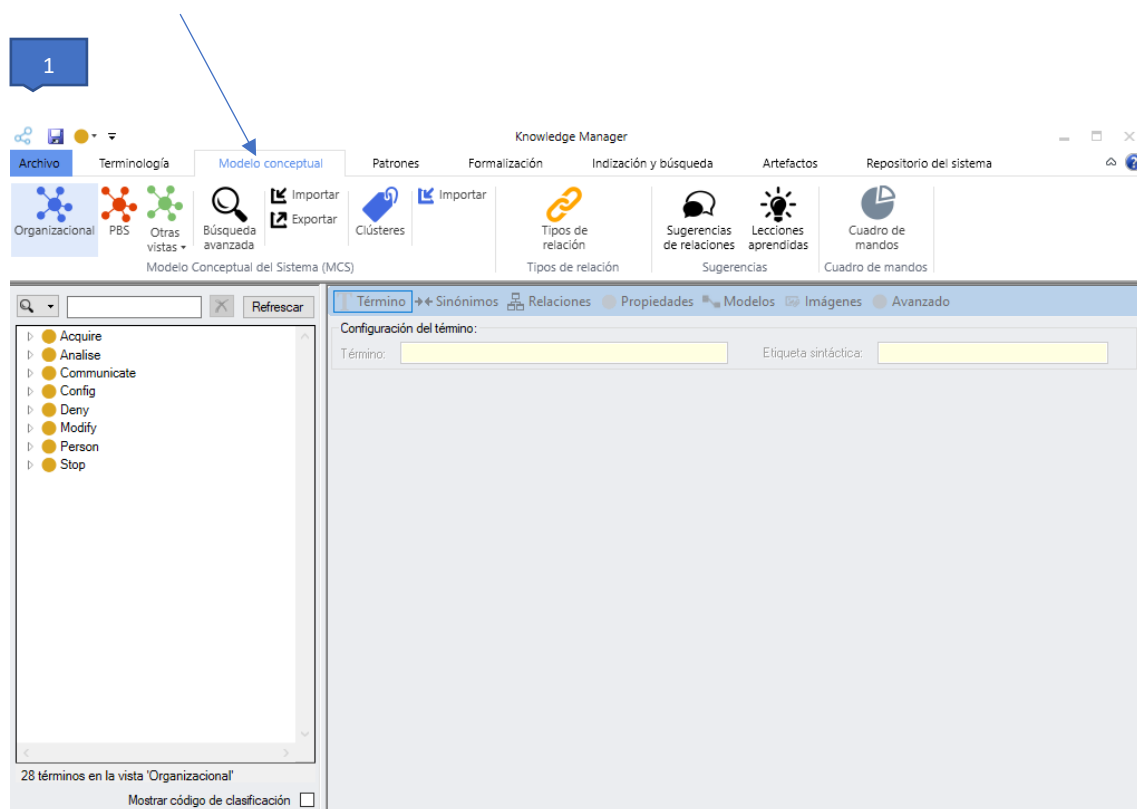 1
Knowledge Manager
Archivo Terminología Modelo conceptual Patrones Formalización Indización y búsqueda Artefactos Repositorio del sistema
Organizacional
PBS
Otras
vistas
Búsqueda
avanzada
Importar
Exportar
Clústeres
Importar
Tipos de
relación
Sugerencias
de relaciones
Lecciones
aprendidas
Cuadro de
mandos
Modelo Conceptual del Sistema (MCS) Tipos de relación Sugerencias Cuadro de mandos
Refrescar
Acquire
Analise
Communicate
Config
Deny
Modify
Person
Stop
28 términos en la vista 'Organizacional'
Mostrar código de clasificación
Término Sinónimos Relaciones Propiedades Modelos Imágenes Avanzado
Configuración del término:
Término: Etiqueta sintáctica: